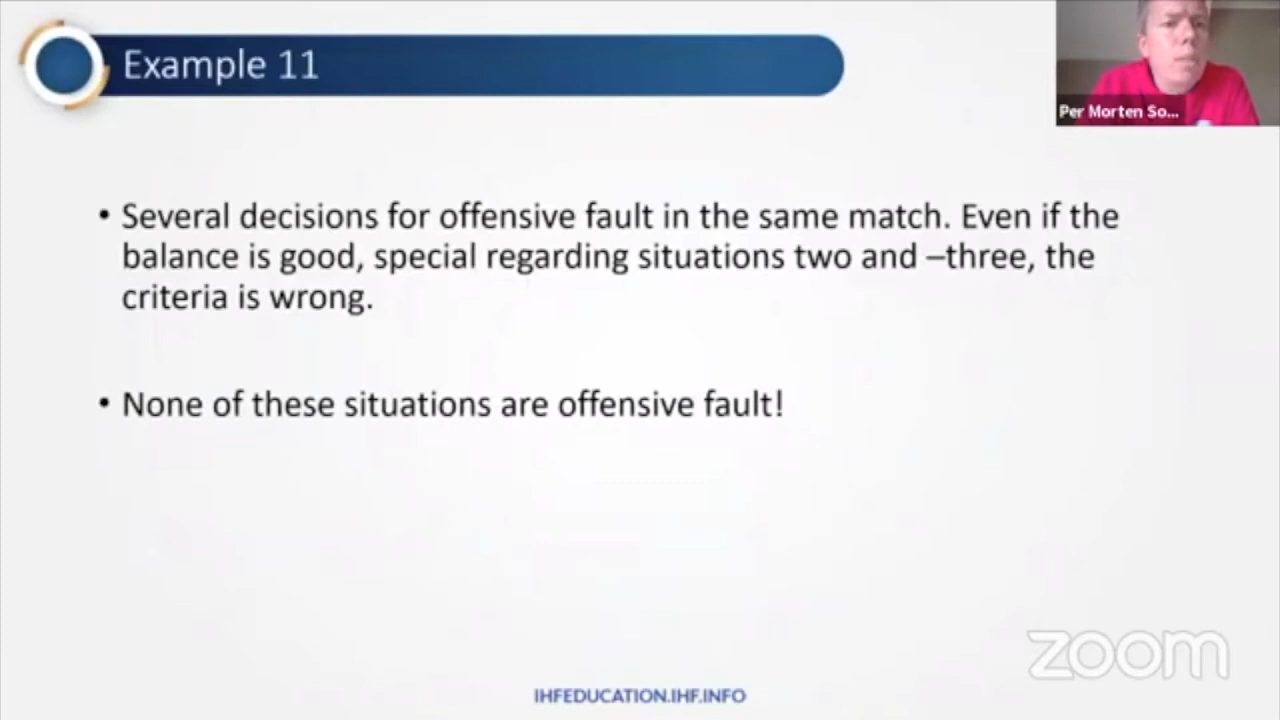 Example 11
Per Morten So...
• Several decisions for offensive fault in the same match. Even if the
balance is good, special regarding situations two and –three, the
criteria is wrong.
• None of these situations are offensive fault!
zoom
IHFEDUCATION.IHF.INFO